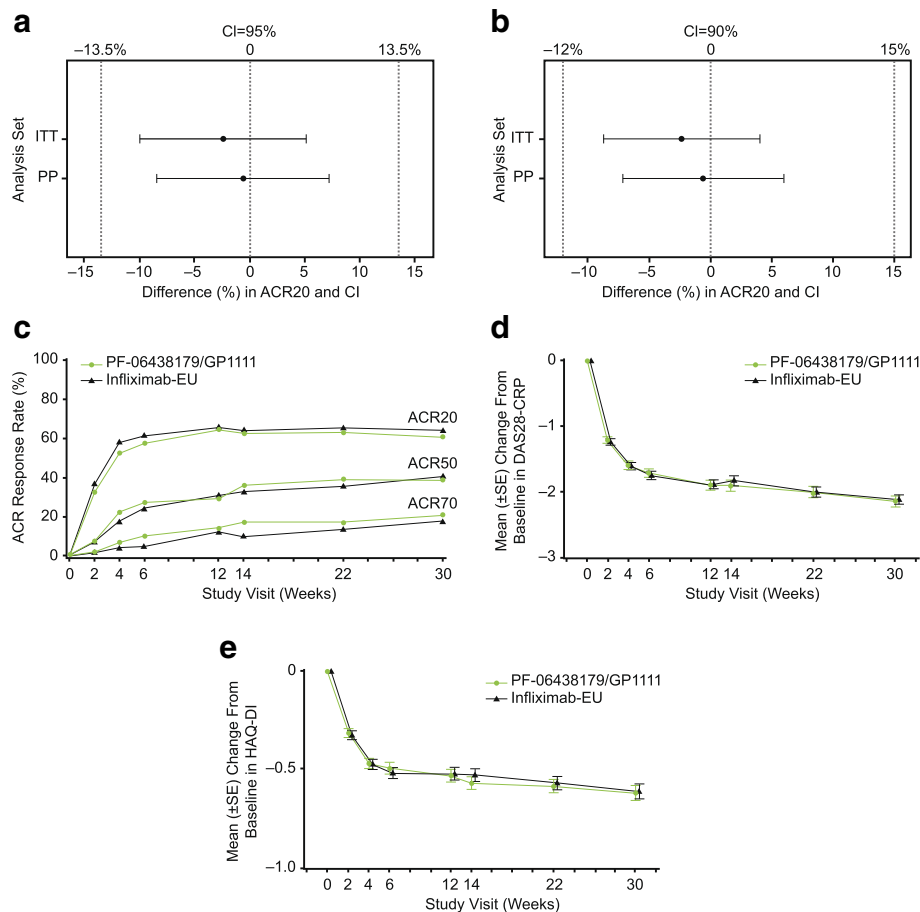 a
CI=95%
–13.5%
0
13.5%
Analysis Set
ITT
PP
–15
–10
–5
0
5
10
15
Difference (%) in ACR20 and CI
b
CI=90%
–12%
0
15%
Analysis Set
ITT
PP
–10
–5
0
5
10
15
Difference (%) in ACR20 and CI
c
PF-06438179/GP1111
Infliximab-EU
ACR Response Rate (%)
100
80
60
40
20
0
ACR20
ACR50
ACR70
0 2 4 6 12 14 22 30
Study Visit (Weeks)
d
PF-06438179/GP1111
Infliximab-EU
Mean (±SE) Change From
Baseline in DAS28-CRP
0
–1
–2
–3
0 2 4 6 12 14 22 30
Study Visit (Weeks)
e
PF-06438179/GP1111
Infliximab-EU
Mean (±SE) Change From
Baseline in HAQ-DI
0
–0.5
–1.0
0 2 4 6 12 14 22 30
Study Visit (Weeks)